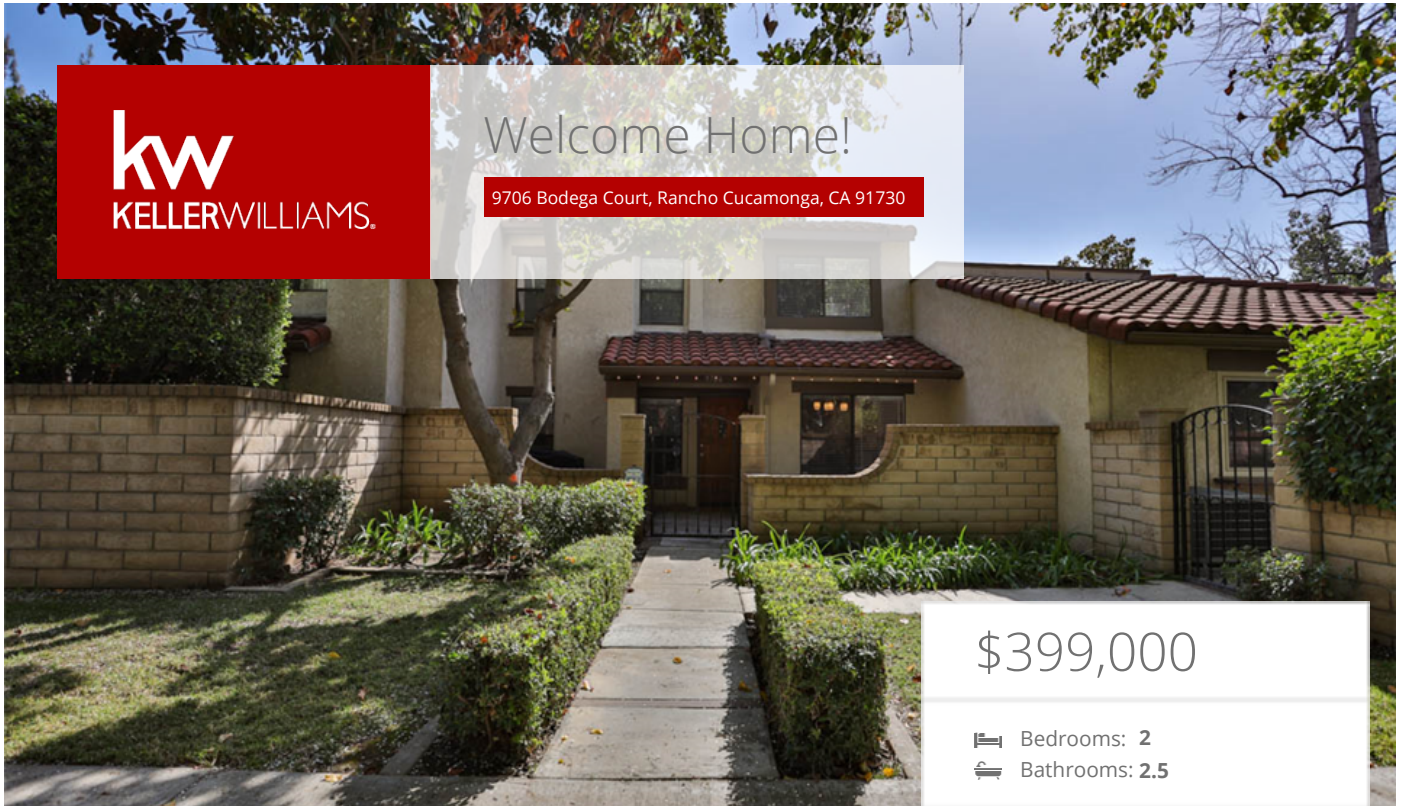 kw
KELLERWILLIAMS.
Welcome Home!
9706 Bodega Court, Rancho Cucamonga, CA 91730
$399,000
Bedrooms: 2
Bathrooms: 2.5